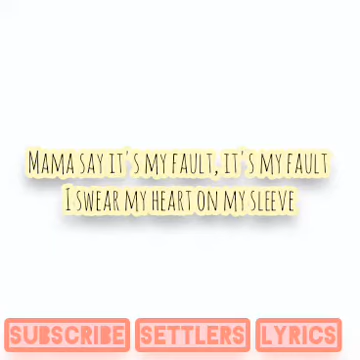 MAMA SAY IT'S MY FAULT, IT'S MY FAULT
I SWEAR MY HEART ON MY SLEEVE
SUBSCRIBE SETTLERS LYRICS